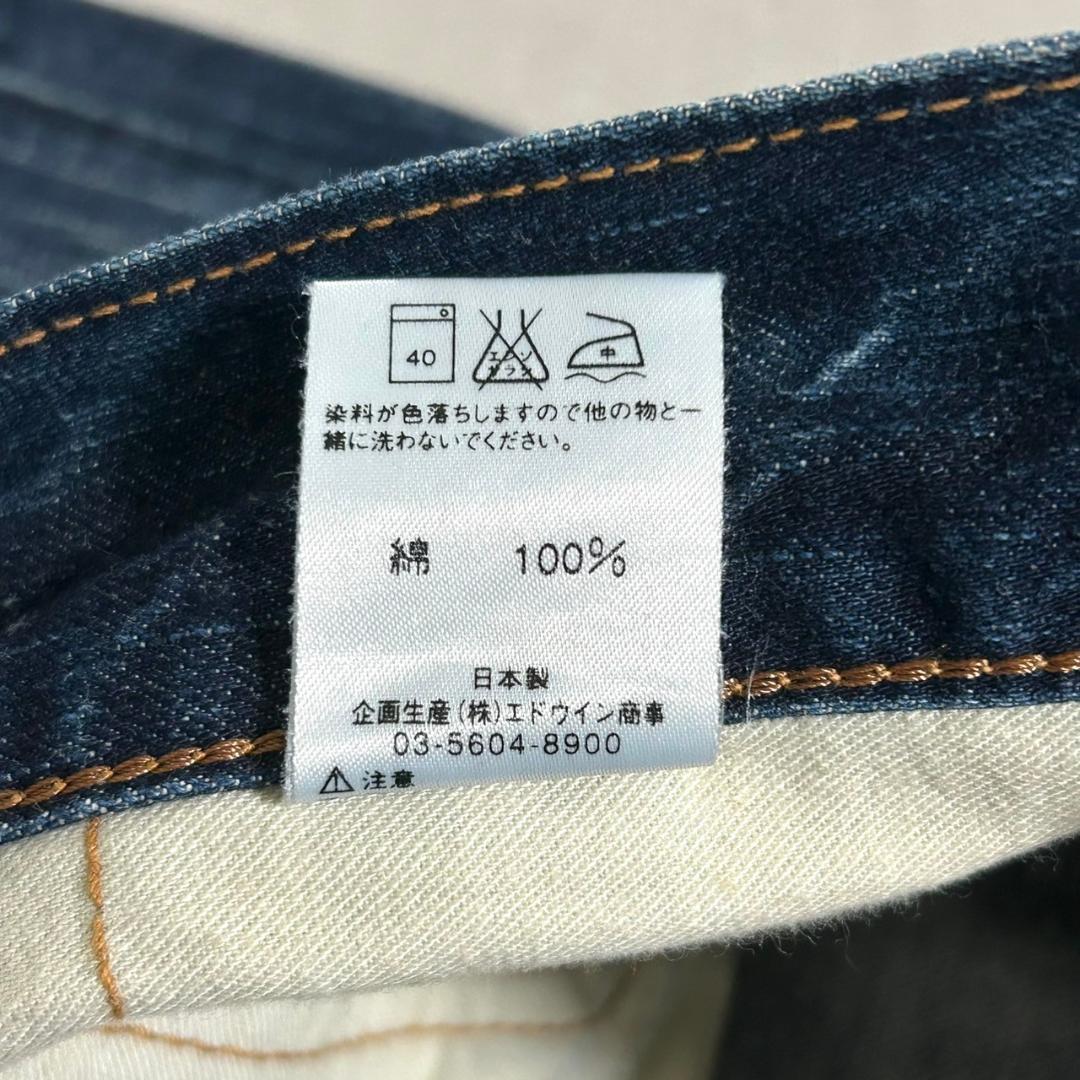 40
エンソ
サラシ
中
染料が色落ちしますので他の物と一
緒に洗わないでください。
綿 100%
日本製
企画生産(株)エドウイン商事
03-5604-8900
⚠注意